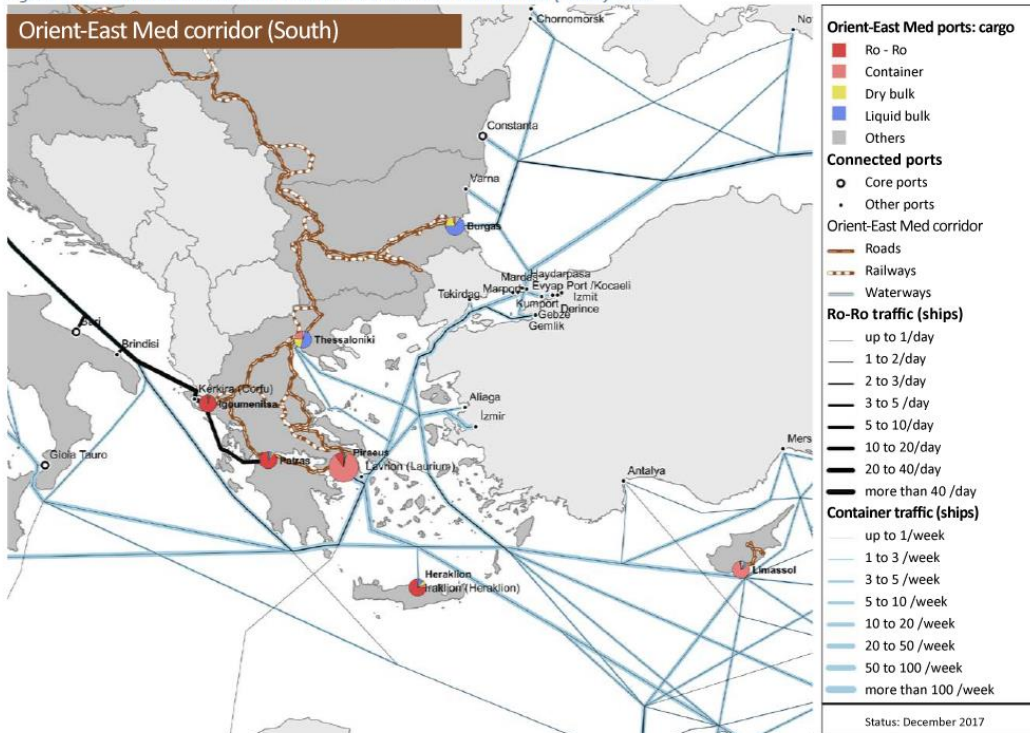 Orient-East Med corridor (South)
Chornomorsk
No
Constanta
Varna
Burgas
Mardas
Haydarpasa
Marport
Evyap Port /Kocaeli
Tekirdag
Izmit
Kumport
Derince
Gebze
Gemlik
Thessaloniki
Bari
Brindisi
Kerkira (Corfu)
Igoumenitsa
Aliaga
Izmir
Gioia Tauro
Patras
Piraeus
Lavrion (Laurium)
Antalya
Mers
Limassol
Heraklion
Iraklion (Heraklion)
Orient-East Med ports: cargo
Ro - Ro
Container
Dry bulk
Liquid bulk
Others
Connected ports
Core ports
Other ports
Orient-East Med corridor
Roads
Railways
Waterways
Ro-Ro traffic (ships)
up to 1/day
1 to 2/day
2 to 3/day
3 to 5 /day
5 to 10/day
10 to 20/day
20 to 40/day
more than 40 /day
Container traffic (ships)
up to 1/week
1 to 3 /week
3 to 5 /week
5 to 10 /week
10 to 20 /week
20 to 50 /week
50 to 100 /week
more than 100 /week
Status: December 2017